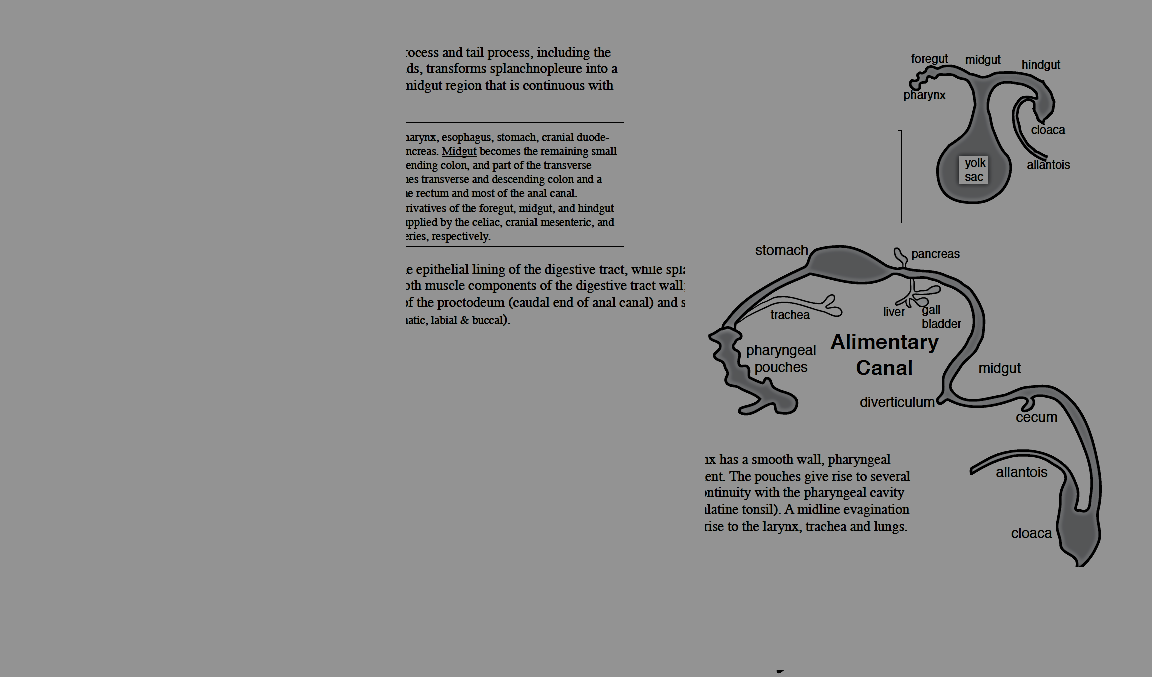 ocess and tail process, including the
ds, transforms splanchnopleure into a
midgut region that is continuous with
arynx, esophagus, stomach, cranial duode-
ncreas. Midgut becomes the remaining small
ending colon, and part of the transverse
es transverse and descending colon and a
e rectum and most of the anal canal.
rivatives of the foregut, midgut, and hindgut
upplied by the celiac, cranial mesenteric, and
ries, respectively.
e epithelial lining of the digestive tract, while spla
oth muscle components of the digestive tract wall
of the proctodeum (caudal end of anal canal) and s
atic, labial & buccal).
foregut midgut hindgut
pharynx
cloaca
allantois
yolk
sac
stomach
pancreas
trachea
liver gall
bladder
pharyngeal
pouches
Alimentary
Canal
midgut
diverticulum
cecum
allantois
cloaca
nx has a smooth wall, pharyngeal
ent. The pouches give rise to several
ontinuity with the pharyngeal cavity
alatine tonsil). A midline evagination
rise to the larynx, trachea and lungs.